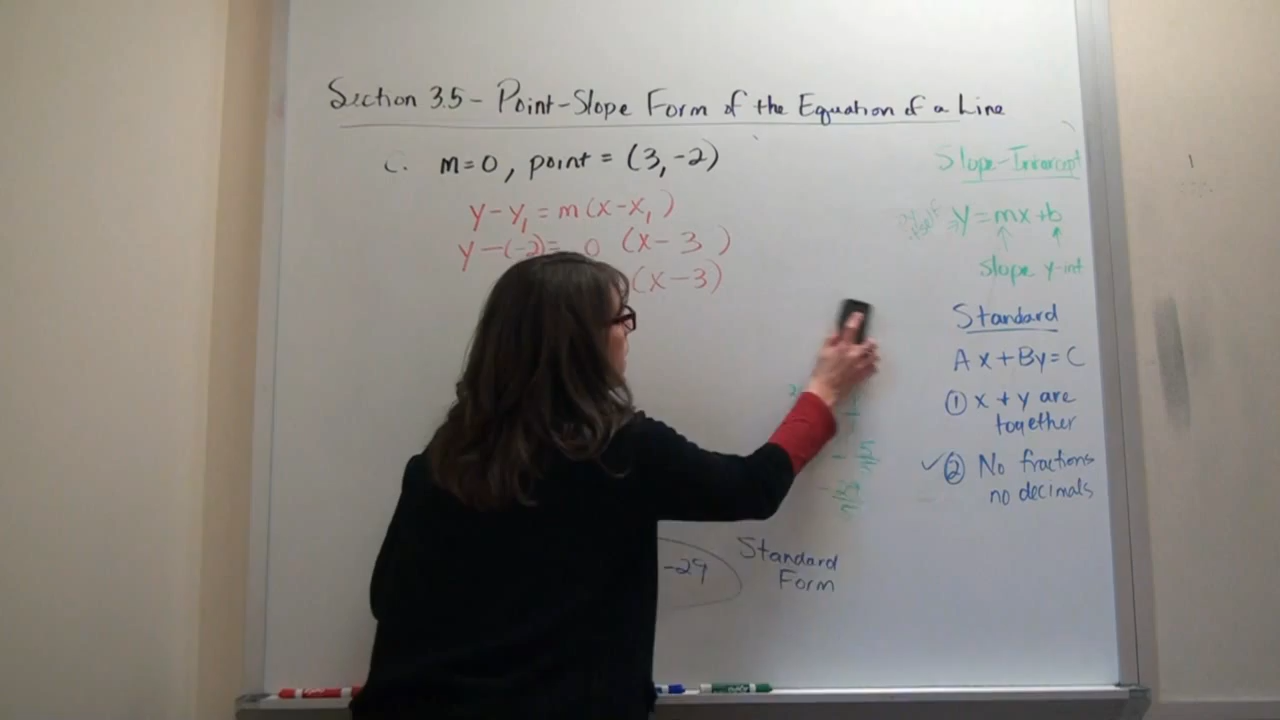 Section 3.5 - Point-Slope Form of the Equation of a Line
C. m=0, point = (3,-2)
y-y₁ = m(x-x₁)
y-(-2)= 0 (x-3)
(x-3)
-29
Standard
Form
Slope-Intercept
y=mx+b
slope y-int
Standard
Ax+By=C
① x + y are
together
✓② No fractions
no decimals